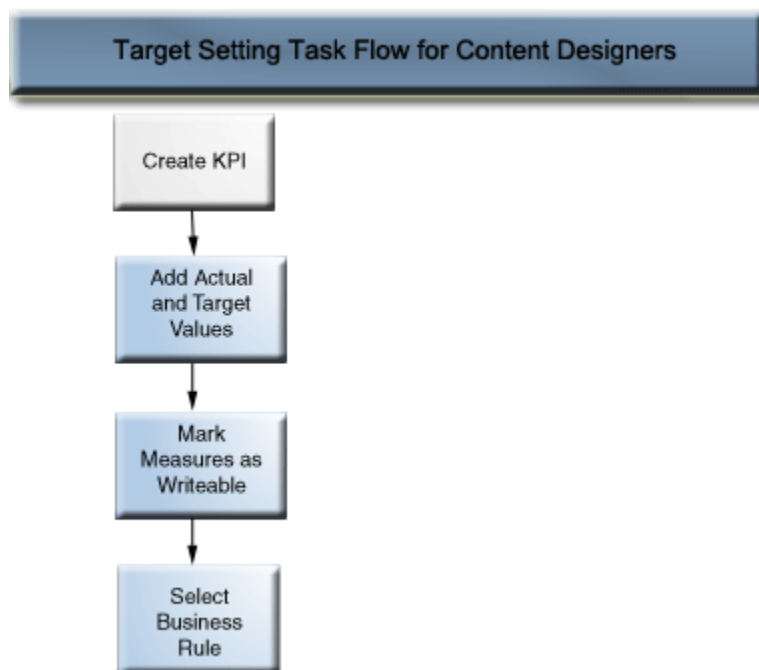 Target Setting Task Flow for Content Designers
Create KPI
Add Actual
and Target
Values
Mark
Measures as
Writeable
Select
Business
Rule